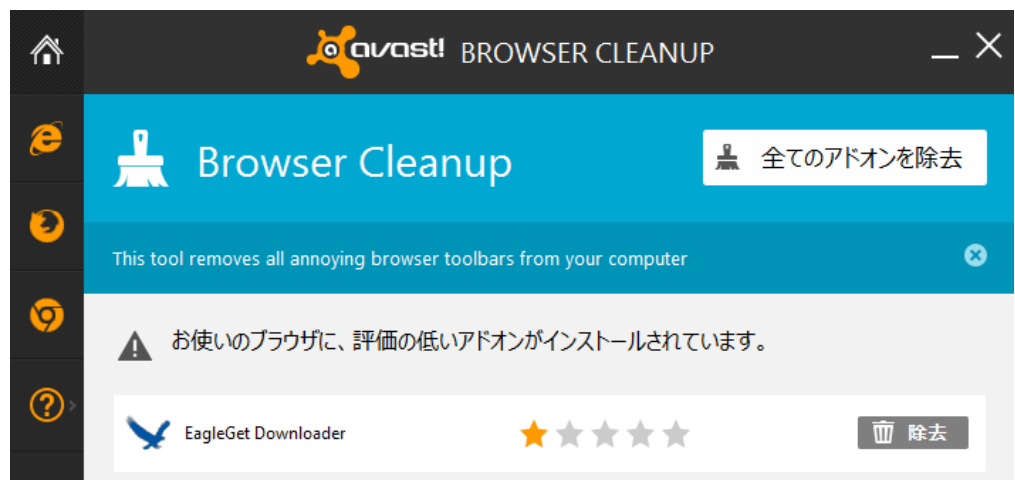 avast! BROWSER CLEANUP
Browser Cleanup
全てのアドオンを除去
This tool removes all annoying browser toolbars from your computer
お使いのブラウザに、評価の低いアドオンがインストールされています。
EagleGet Downloader
除去